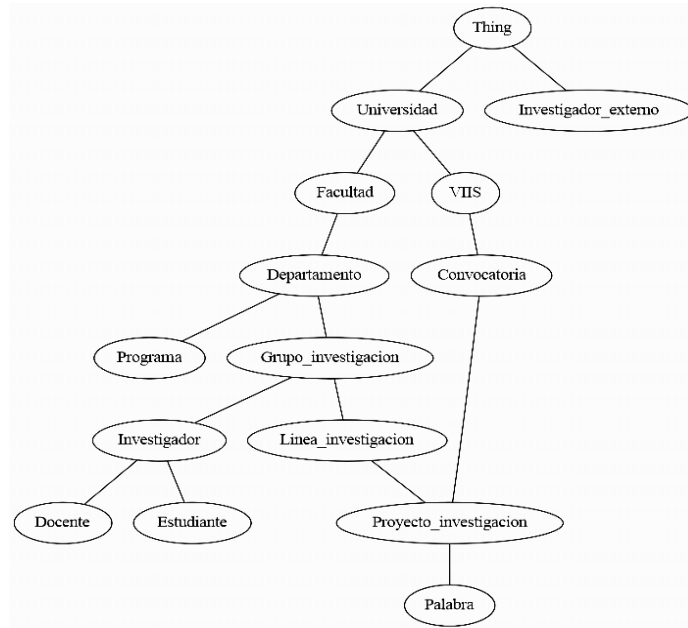 Thing
Universidad
Investigador_externo
Facultad
VIIS
Departamento
Convocatoria
Programa
Grupo_investigacion
Investigador
Linea_investigacion
Docente
Estudiante
Proyecto_investigacion
Palabra